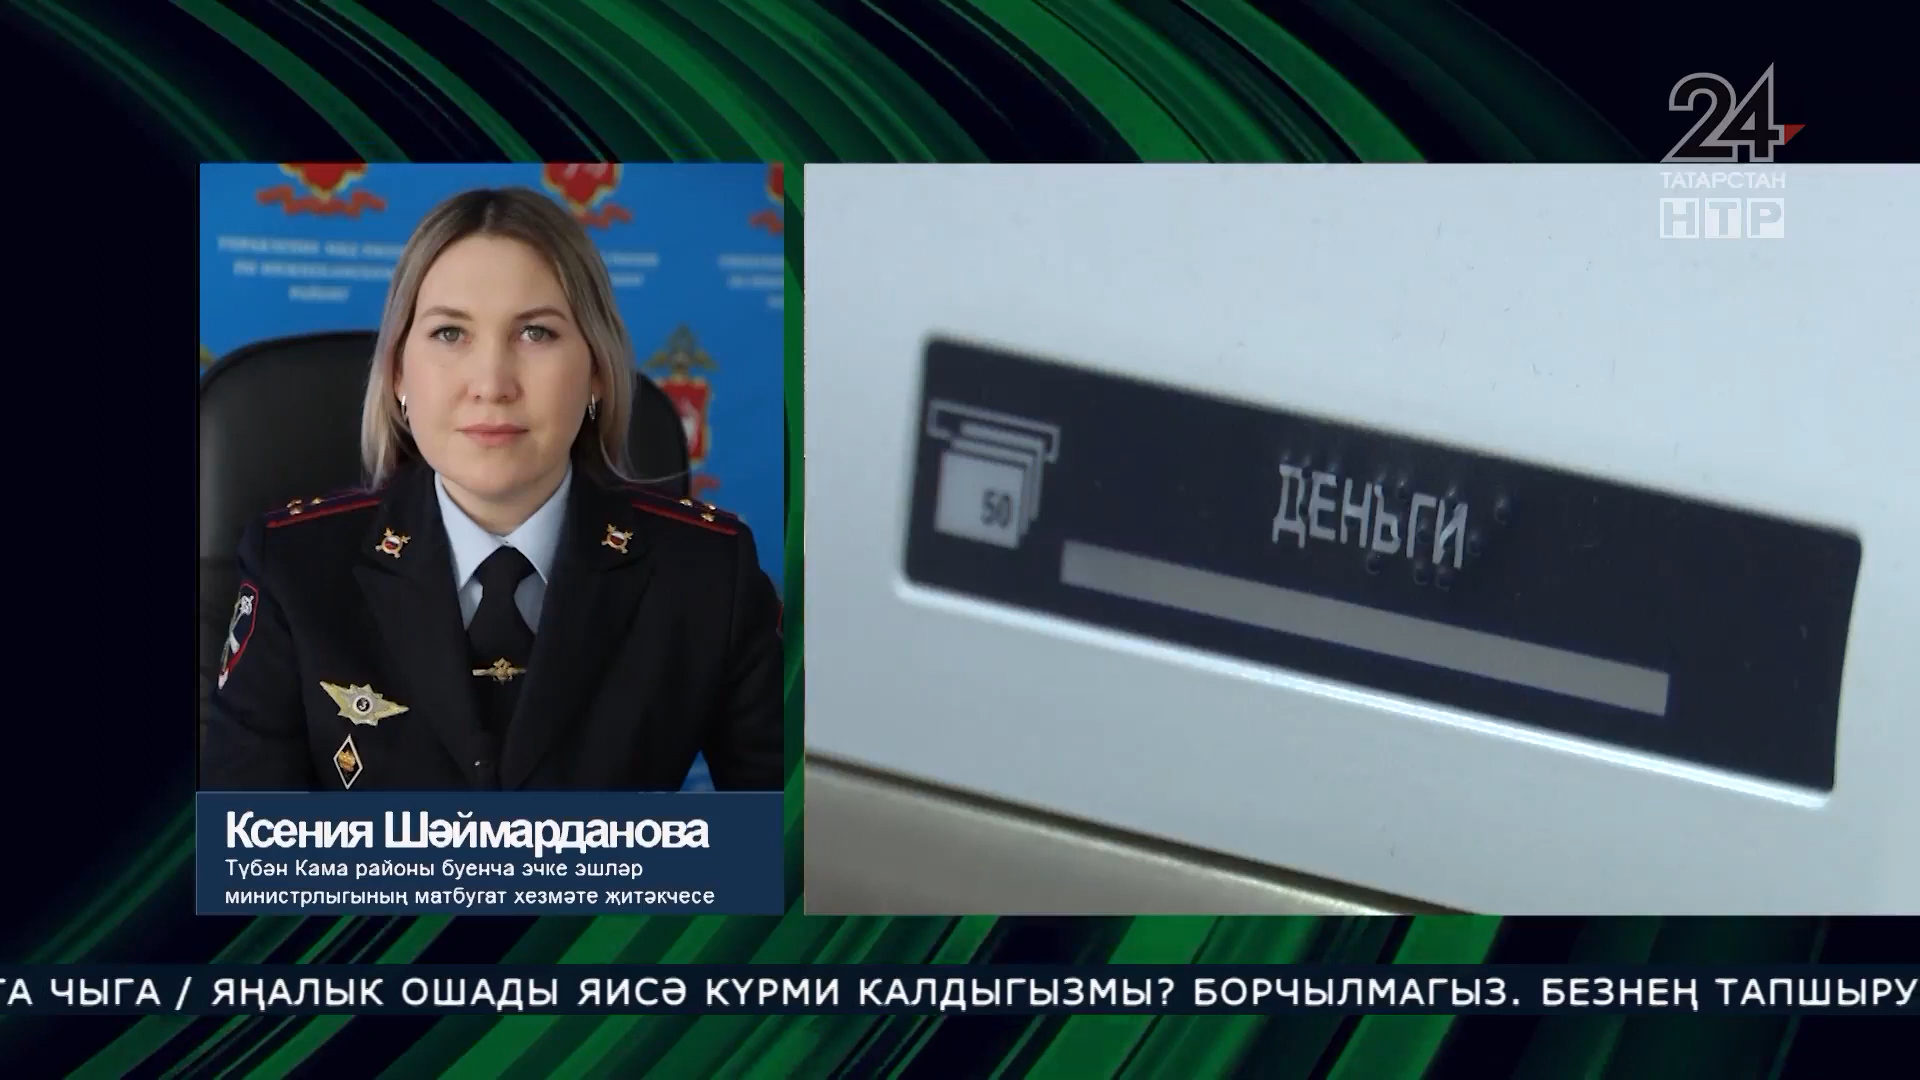 24
ТАТАРСТАН
НТР
50
ДЕНЬГИ
Ксения Шәймарданова
Түбән Кама районы буенча эчке эшләр
министрлыгының матбугат хезмәте җитәкчесе
ГА ЧЫГА / ЯҢАЛЫК ОШАДЫ ЯИСӘ КҮРМИ КАЛДЫГЫЗМЫ? БОРЧЫЛМАГЫЗ. БЕЗНЕҢ ТАПШЫРУ